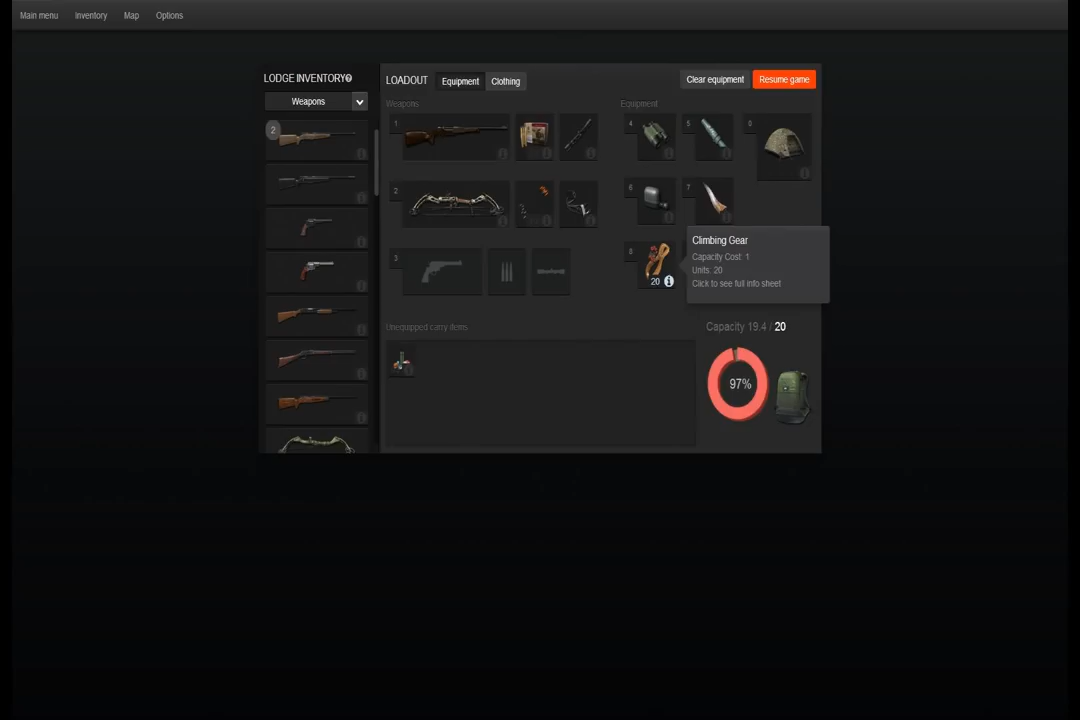 Main menu Inventory Map Options
LODGE INVENTORY?
Weapons
2
LOADOUT Equipment Clothing Clear equipment Resume game
Weapons Equipment
1 4 5 0
2 6 7
3 8
20
Climbing Gear
Capacity Cost: 1
Units: 20
Click to see full info sheet
Unequipped carry items
Capacity 19.4 / 20
97%